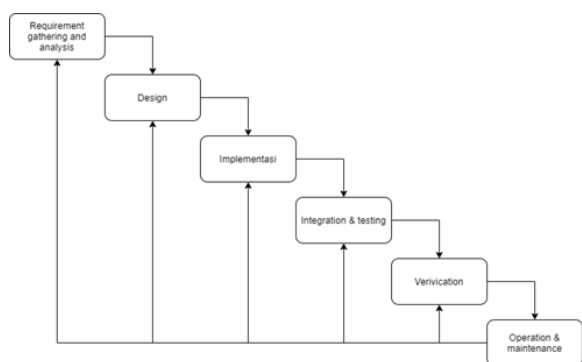 Requirement
gathering and
analysis
Design
Implementasi
Integration & testing
Verivication
Operation &
maintenance